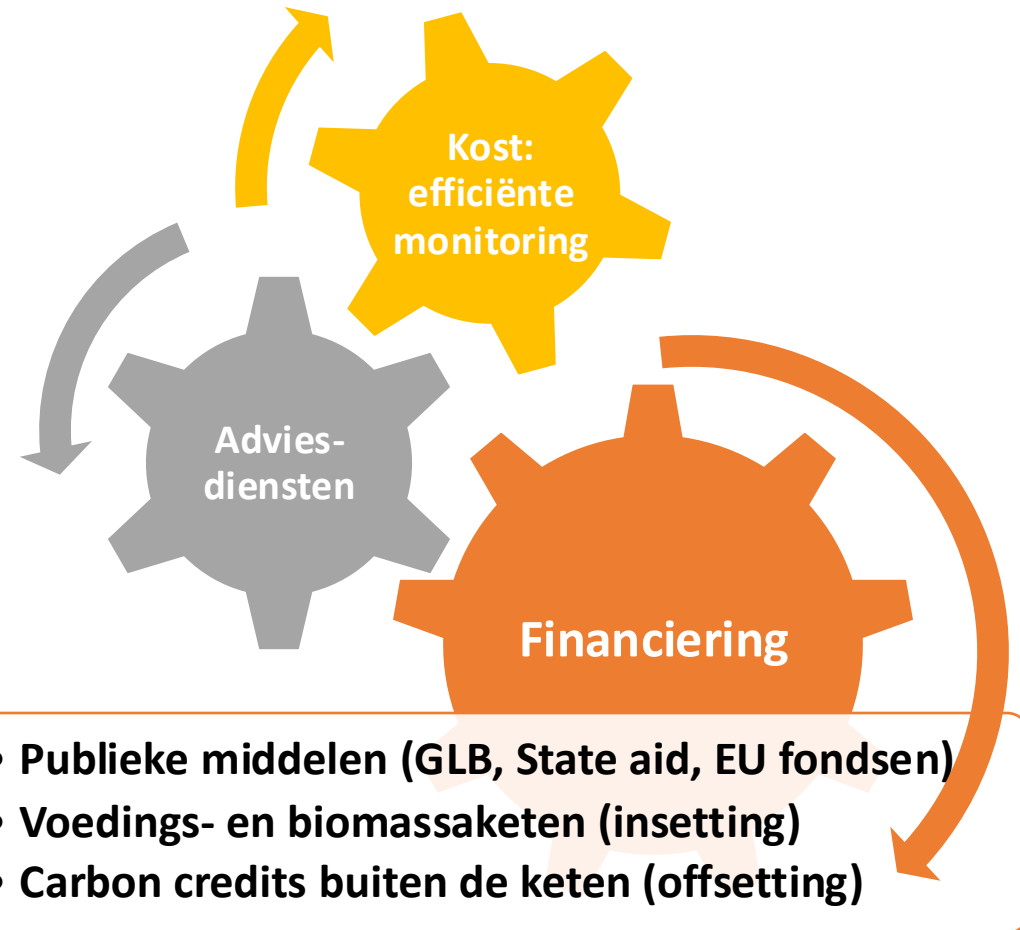 Kost:
efficiënte
monitoring
Advies-
diensten
Financiering
• Publieke middelen (GLB, State aid, EU fondsen)
• Voedings- en biomassaketen (insetting)
• Carbon credits buiten de keten (offsetting)